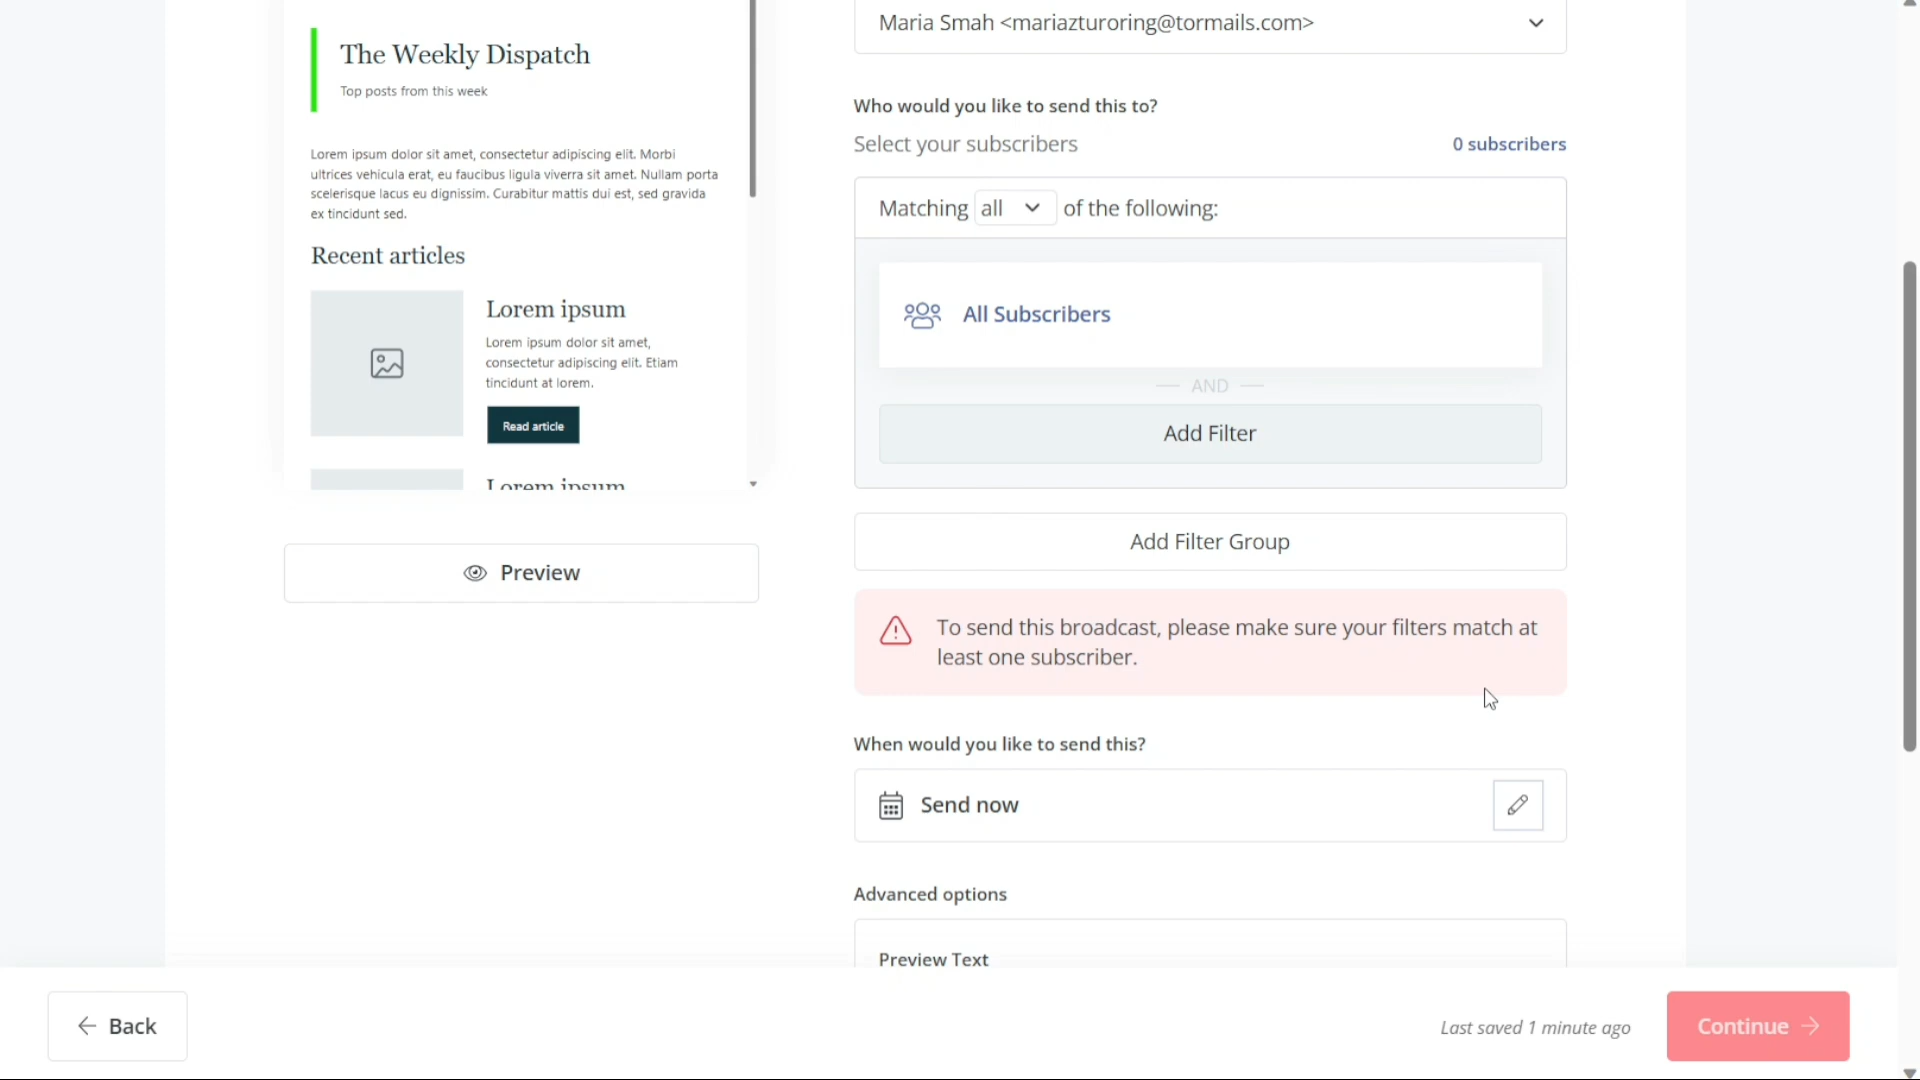 The Weekly Dispatch
Top posts from this week
Lorem ipsum dolor sit amet, consectetur adipiscing elit. Morbi
ultrices vehicula erat, eu faucibus ligula viverra sit amet. Nullam porta
scelerisque lacus eu dignissim. Curabitur mattis dui est, sed gravida
ex tincidunt sed.
Recent articles
Lorem ipsum
Lorem ipsum dolor sit amet,
consectetur adipiscing elit. Etiam
tincidunt at lorem.
Read article
Lorem ipsum
Preview
Maria Smah <mariazturoring@tormails.com>
Who would you like to send this to?
Select your subscribers
0 subscribers
Matching all of the following:
All Subscribers
AND
Add Filter
Add Filter Group
To send this broadcast, please make sure your filters match at
least one subscriber.
When would you like to send this?
Send now
Advanced options
Preview Text
Back
Last saved 1 minute ago
Continue